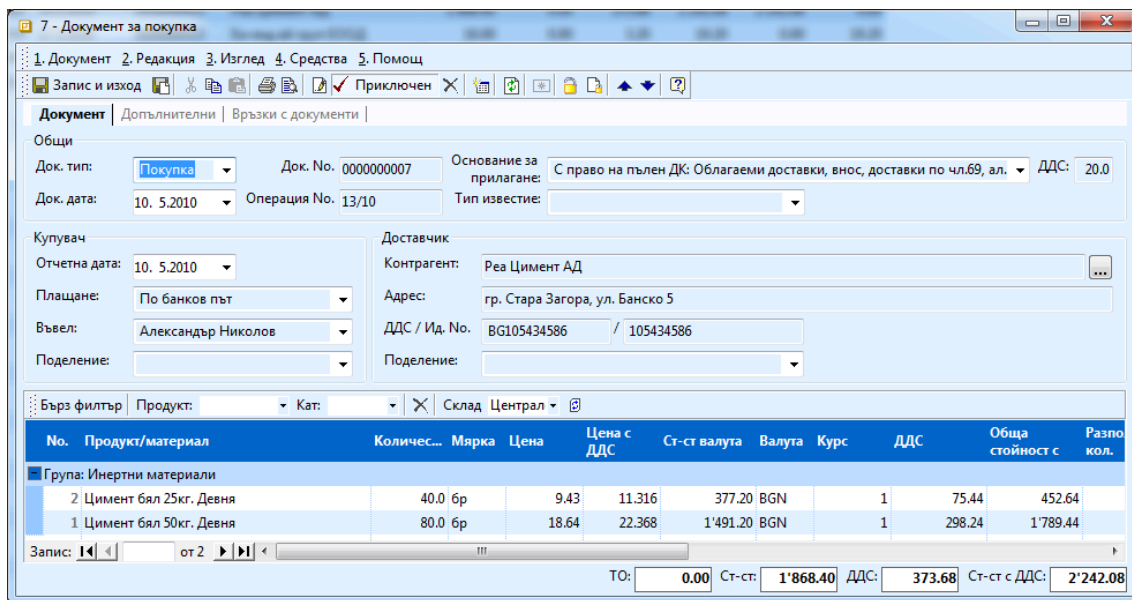 7 - Документ за покупка
1. Документ 2. Редакция 3. Изглед 4. Средства 5. Помощ
Запис и изход Приключен
Документ Допълнителни Връзки с документи
Общи
Док. тип: Покупка Док. No. 0000000007 Основание за прилагане: С право на пълен ДК: Облагаеми доставки, внос, доставки по чл.69, ал. ДДС: 20.0
Док. дата: 10. 5.2010 Операция No. 13/10 Тип известие:
Купувач Доставчик
Отчетна дата: 10. 5.2010 Контрагент: Реа Цимент АД ...
Плащане: По банков път Адрес: гр. Стара Загора, ул. Банско 5
Въвел: Александър Николов ДДС / Ид. No. BG105434586 / 105434586
Поделение: Поделение:
Бърз филтър Продукт: Кат: Склад Централ
No. Продукт/материал Количес... Мярка Цена Цена с ДДС Ст-ст валута Валута Курс ДДС Обща стойност с Разпо. кол.
Група: Инертни материали
2 Цимент бял 25кг. Девня 40.0 бр 9.43 11.316 377.20 BGN 1 75.44 452.64
1 Цимент бял 50кг. Девня 80.0 бр 18.64 22.368 1'491.20 BGN 1 298.24 1'789.44
Запис: от 2
ТО: 0.00 Ст-ст: 1'868.40 ДДС: 373.68 Ст-ст с ДДС: 2'242.08